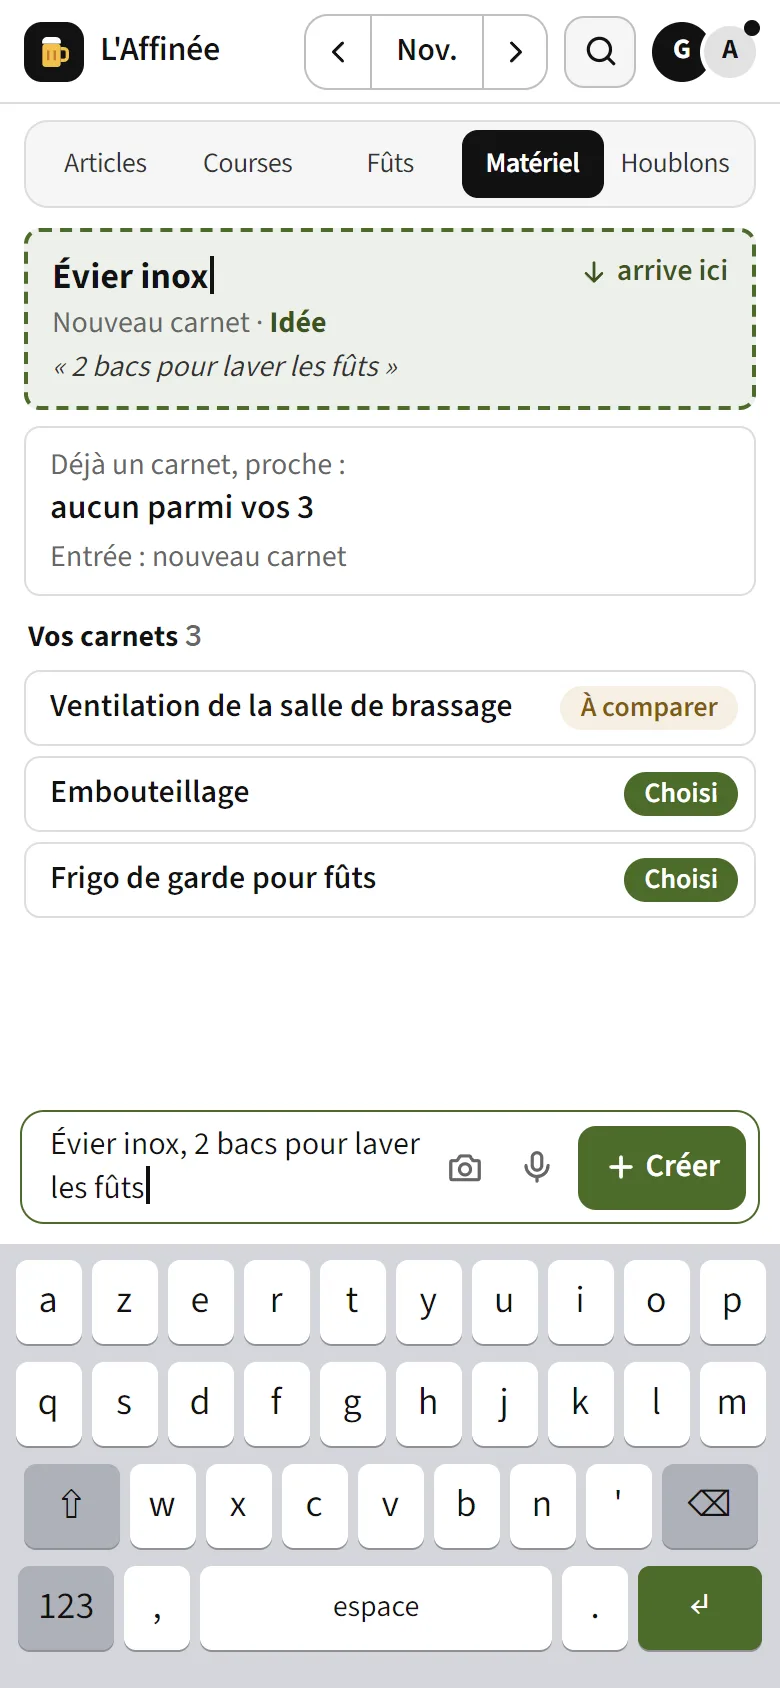 L'Affinée
Nov.
G
A
Articles
Courses
Fûts
Matériel
Houblons
Évier inox
↓ arrive ici
Nouveau carnet · Idée
« 2 bacs pour laver les fûts »
Déjà un carnet, proche :
aucun parmi vos 3
Entrée : nouveau carnet
Vos carnets 3
Ventilation de la salle de brassage
À comparer
Embouteillage
Choisi
Frigo de garde pour fûts
Choisi
Évier inox, 2 bacs pour laver
les fûts
+ Créer
a z e r t y u i o p
q s d f g h j k l m
⇧ w x c v b n ' ⌫
123 , espace . ↵